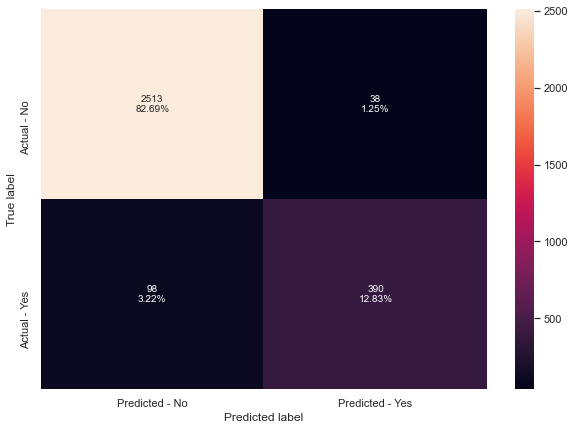 2513
82.69%
38
1.25%
98
3.22%
390
12.83%
Actual - No
Actual - Yes
True label
Predicted - No
Predicted - Yes
Predicted label
2500
2000
1500
1000
500